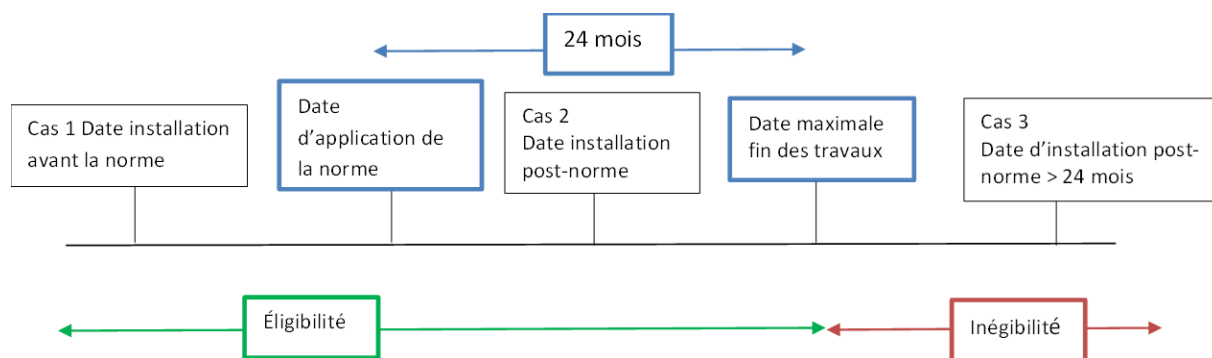 24 mois
Cas 1 Date installation
avant la norme
Date
d’application de
la norme
Cas 2
Date installation
post-norme
Date maximale
fin des travaux
Cas 3
Date d’installation post-
norme > 24 mois
Éligibilité
Inégibilité